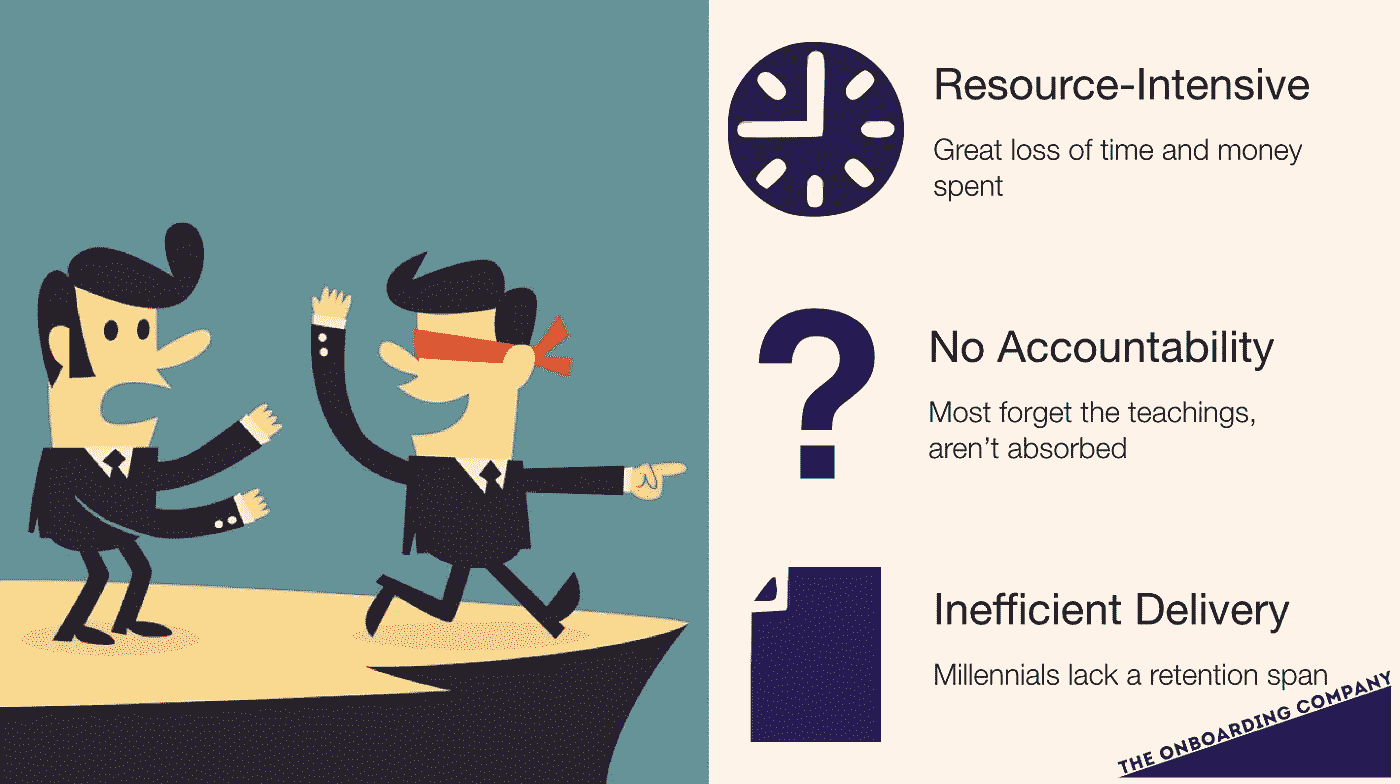 Resource-Intensive
Great loss of time and money
spent
No Accountability
Most forget the teachings,
aren’t absorbed
Inefficient Delivery
Millennials lack a retention span
THE ONBOARDING COMPANY